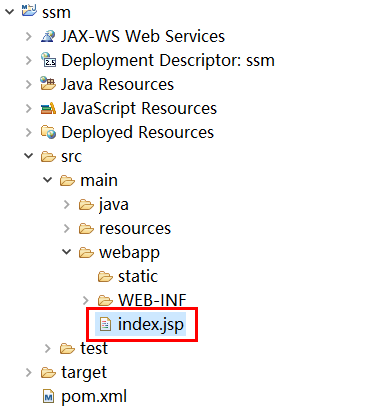 ssm
JAX-WS Web Services
Deployment Descriptor: ssm
Java Resources
JavaScript Resources
Deployed Resources
src
main
java
resources
webapp
static
WEB-INF
index.jsp
test
target
pom.xml